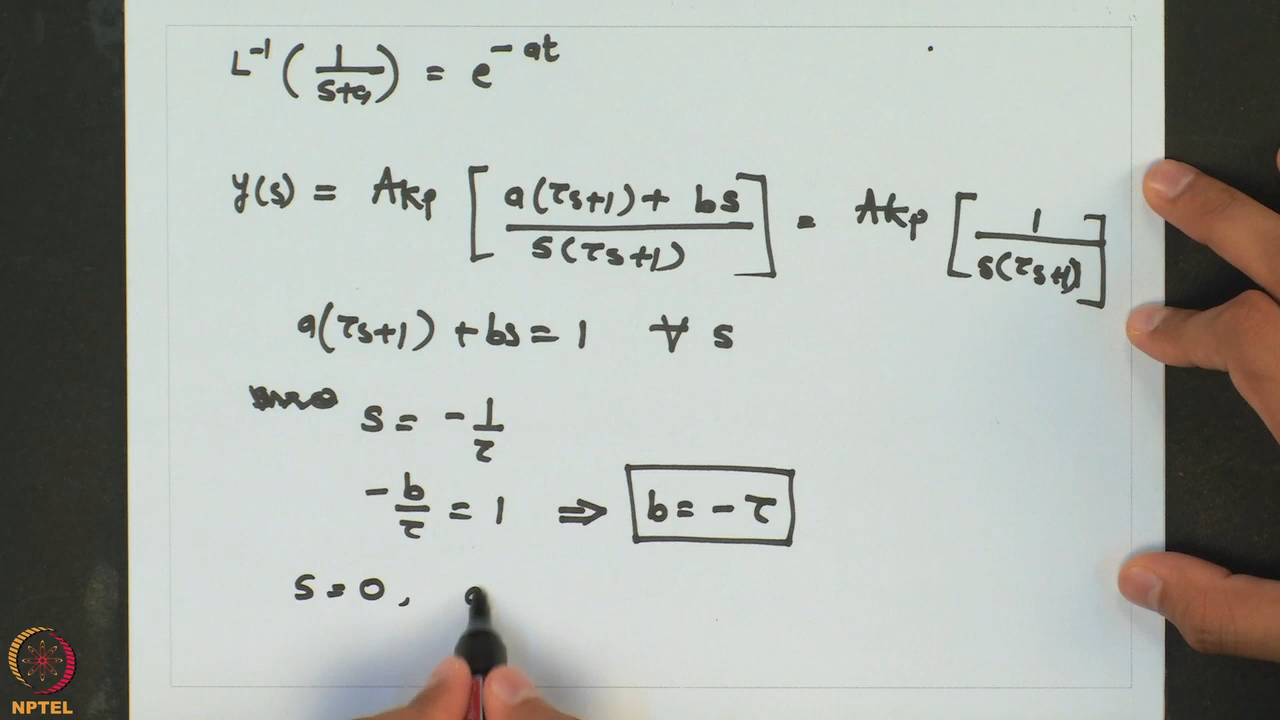 L⁻¹(1/(s+a)) = e^(-at)
y(s) = Akp [ (a(τs+1) + bs) / (s(τs+1)) ] = Akp [ 1 / (s(τs+1)) ]
a(τs+1) + bs = 1 ∀ s
s = -1/τ
-b/τ = 1 ⇒ b = -τ
s = 0, a
NPTEL